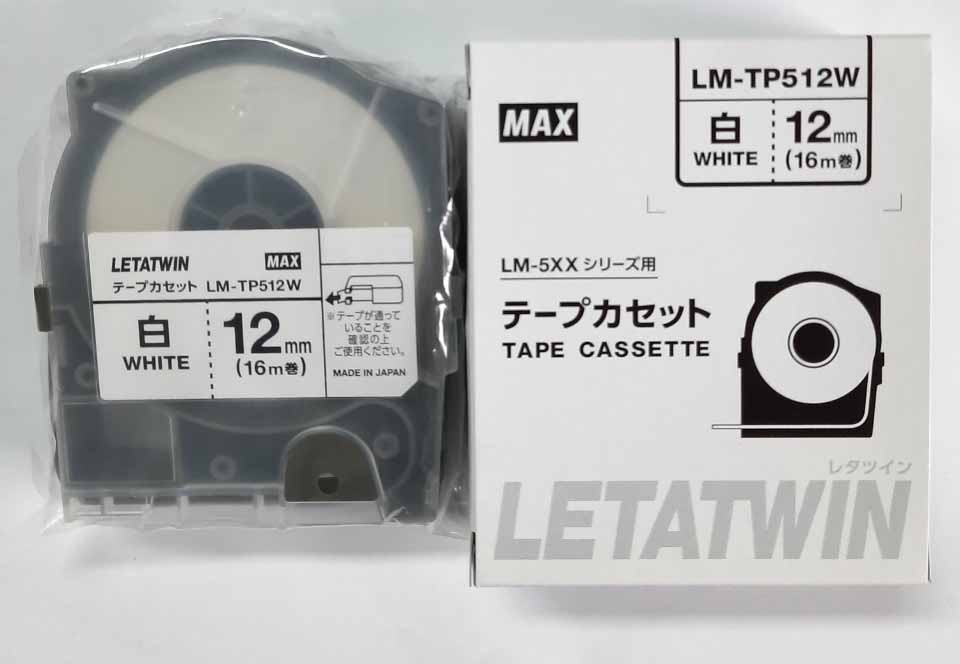 LETATWIN
MAX
テープカセット LM-TP512W
白
WHITE
12mm
(16m巻)
※テープが通って
いることを
確認の上
ご使用ください。
MADE IN JAPAN
MAX
LM-TP512W
白
WHITE
12mm
(16m巻)
LM-5XXシリーズ用
テープカセット
TAPE CASSETTE
レタツイン
LETATWIN